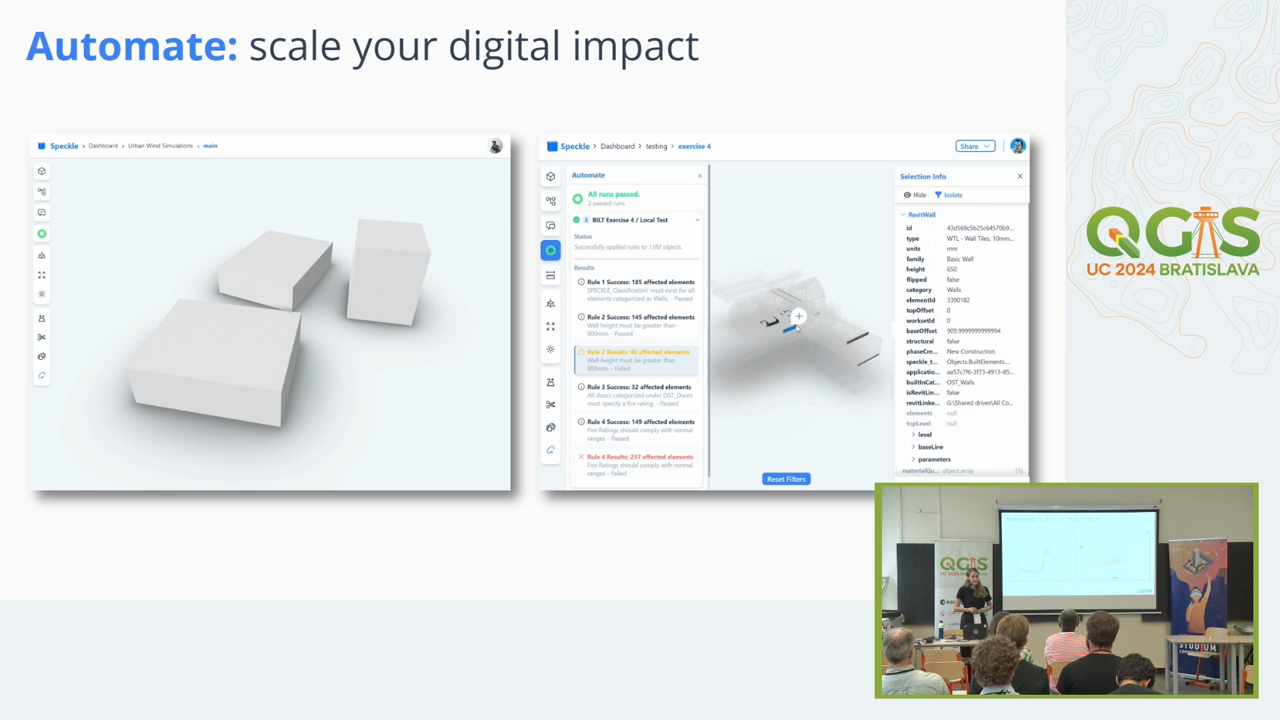 Automate: scale your digital impact
Speckle > Dashboard > Urban Wind Simulations > main
Speckle > Dashboard > testing > exercise 4
Share
Automate
All runs passed.
2 passed runs.
BILT Exercise 4 / Local Test
Status
Successfully applied rules to 1182 objects.
Results
Rule 1 Success: 185 affected elements
SPECKLE_Classification' must exist for all
elements categorized as Walls. - Passed
Rule 2 Success: 145 affected elements
Wall height must be greater than
800mm. - Passed
Rule 2 Results: 40 affected elements
Wall height must be greater than
800mm. - Failed
Rule 3 Success: 32 affected elements
All doors categorized under OST_Doors
must specify a fire rating. - Passed
Rule 4 Success: 149 affected elements
Fire Ratings should comply with normal
ranges - Passed
Rule 4 Results: 237 affected elements
Fire Ratings should comply with normal
ranges - Failed
Reset Filters
Selection Info
Hide Isolate
RevitWall
id 43d569c5b25c64570b9...
type WTL - Wall Tiles, 10mm...
units mm
family Basic Wall
height 650
flipped false
category Walls
elementId 3390182
topOffset 0
worksetId 0
baseOffset 909.9999999999994
structural false
phaseCre... New Construction
speckle_t... Objects.BuiltElements....
applicatio... aa57c7f6-3f73-4913-85...
builtInCat... OST_Walls
isRevitLin... false
revitLinke... G:\Shared drives\All Co...
elements null
topLevel null
> level
> baseLine
> parameters
materialQu... object array (1)
QGIS
UC 2024 BRATISLAVA
QGIS
UC 2024 BRATISLAVA